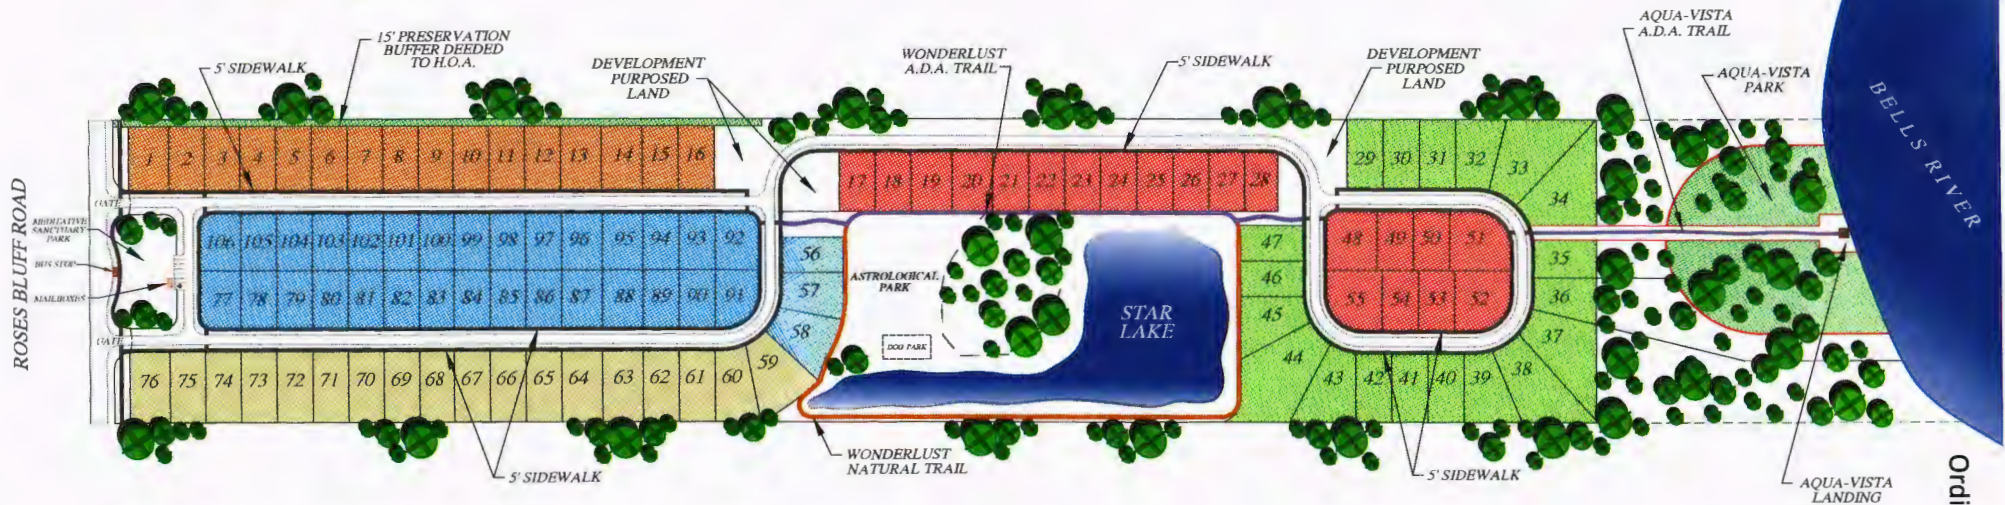 15' PRESERVATION
BUFFER DEEDED
TO H.O.A.
5' SIDEWALK
DEVELOPMENT
PURPOSED
LAND
WONDERLUST
A.D.A. TRAIL
5' SIDEWALK
DEVELOPMENT
PURPOSED
LAND
AQUA-VISTA
A.D.A. TRAIL
AQUA-VISTA
PARK
BELLS RIVER
1 2 3 4 5 6 7 8 9 10 11 12 13 14 15 16
17 18 19 20 21 22 23 24 25 26 27 28
29 30 31 32 33 34
ROSES BLUFF ROAD
GATE
MEDITATIVE
SANCTUARY
PARK
BUS STOP
MAILBOXES
GATE
106 105 104 103 102 101 100 99 98 97 96 95 94 93 92
77 78 79 80 81 82 83 84 85 86 87 88 89 90 91
56
57
58
59
ASTROLOGICAL
PARK
DOG PARK
STAR
LAKE
47
46
45
44
43 42 41 40 39 38
48 49 50 51
55 54 53 52
35
36
37
76 75 74 73 72 71 70 69 68 67 66 65 64 63 62 61 60
5' SIDEWALK
WONDERLUST
NATURAL TRAIL
5' SIDEWALK
AQUA-VISTA
LANDING
Ordi